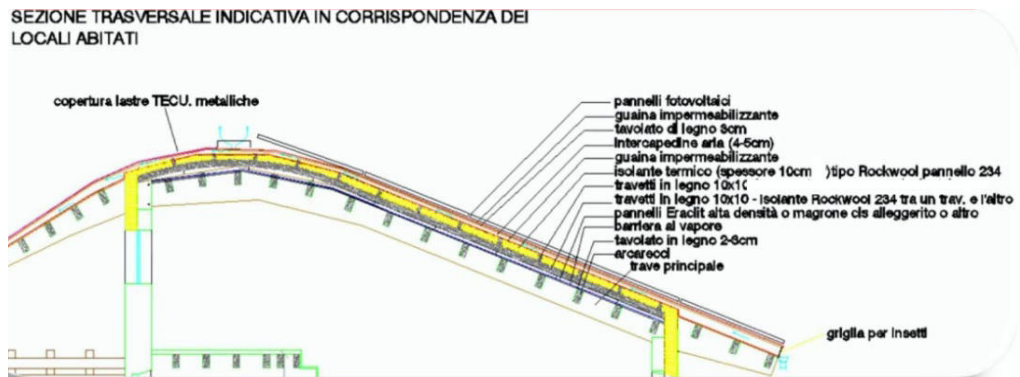 SEZIONE TRASVERSALE INDICATIVA IN CORRISPONDENZA DEI
LOCALI ABITATI
copertura lastre TECU. metalliche
pannelli fotovoltaici
guaina impermeabilizzante
tavolato di legno 3cm
intercapedine aria (4-5cm)
guaina impermeabilizzante
isolante termico (spessore 10cm )tipo Rockwool pannello 234
travetti in legno 10x10
travetti in legno 10x10 - isolante Rockwool 234 tra un trav. e l'altro
pannelli Eraclit alta densità o magrone cls alleggerito o altro
barriera al vapore
tavolato in legno 2-3cm
arcarecci
trave principale
griglia per insetti